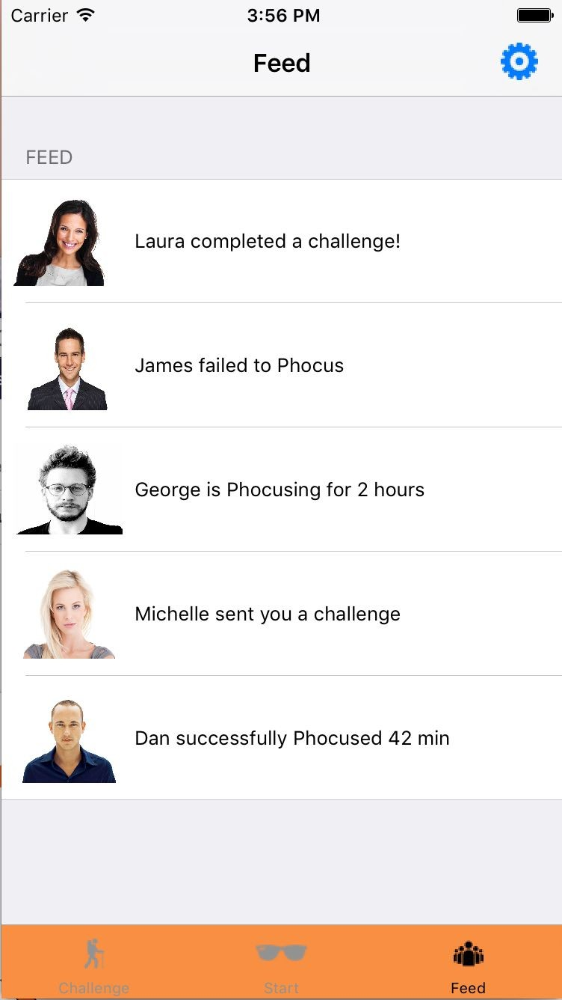 Carrier 3:56 PM
Feed
FEED
Laura completed a challenge!
James failed to Phocus
George is Phocusing for 2 hours
Michelle sent you a challenge
Dan successfully Phocused 42 min
Challenge Start Feed